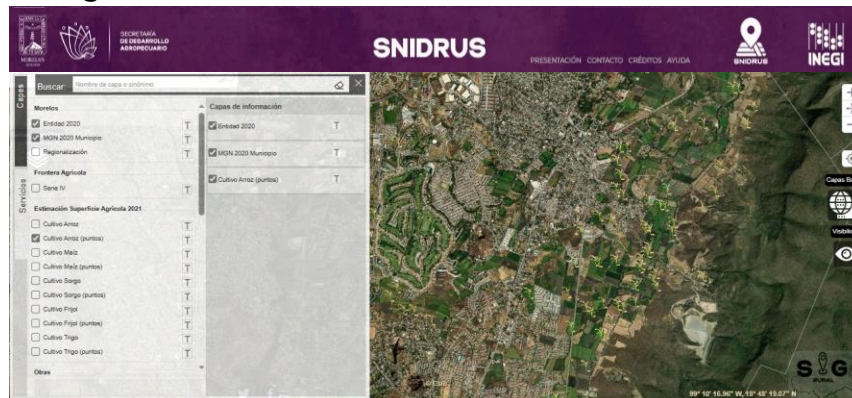 MORELOS
SECRETARÍA
DE DESARROLLO
AGROPECUARIO
SNIDRUS
PRESENTACIÓN CONTACTO CRÉDITOS AYUDA
SNIDRUS
INEGI
Capas
Servicios
Buscar: Nombre de capa o sinónimo
×
Morelos
Entidad 2020 T
MGN 2020 Municipio T
Regionalización T
Frontera Agrícola
Serie IV T
Estimación Superficie Agrícola 2021
Cultivo Arroz T
Cultivo Arroz (puntos) T
Cultivo Maíz T
Cultivo Maíz (puntos) T
Cultivo Sorgo T
Cultivo Sorgo (puntos) T
Cultivo Frijol T
Cultivo Frijol (puntos) T
Cultivo Trigo T
Cultivo Trigo (puntos) T
Otras
Capas de información
Entidad 2020 T
MGN 2020 Municipio T
Cultivo Arroz (puntos) T
+
-
Capas Ba
Visibilid
SIG
RURAL
99° 10' 16.96" W, 18° 48' 19.07" N